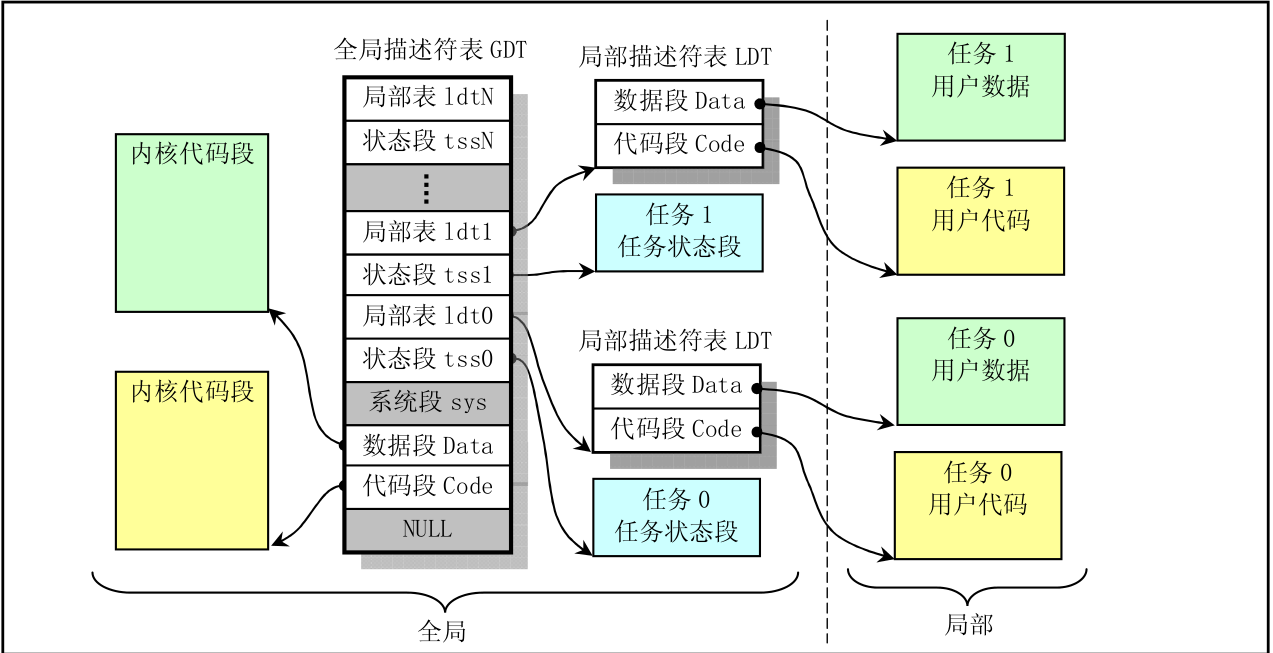 全局描述符表 GDT
局部表 ldtN
状态段 tssN
局部表 ldt1
状态段 tss1
局部表 ldt0
状态段 tss0
系统段 sys
数据段 Data
代码段 Code
NULL
内核代码段
内核代码段
局部描述符表 LDT
数据段 Data
代码段 Code
任务 1
任务状态段
局部描述符表 LDT
数据段 Data
代码段 Code
任务 0
任务状态段
任务 1
用户数据
任务 1
用户代码
任务 0
用户数据
任务 0
用户代码
全局
局部